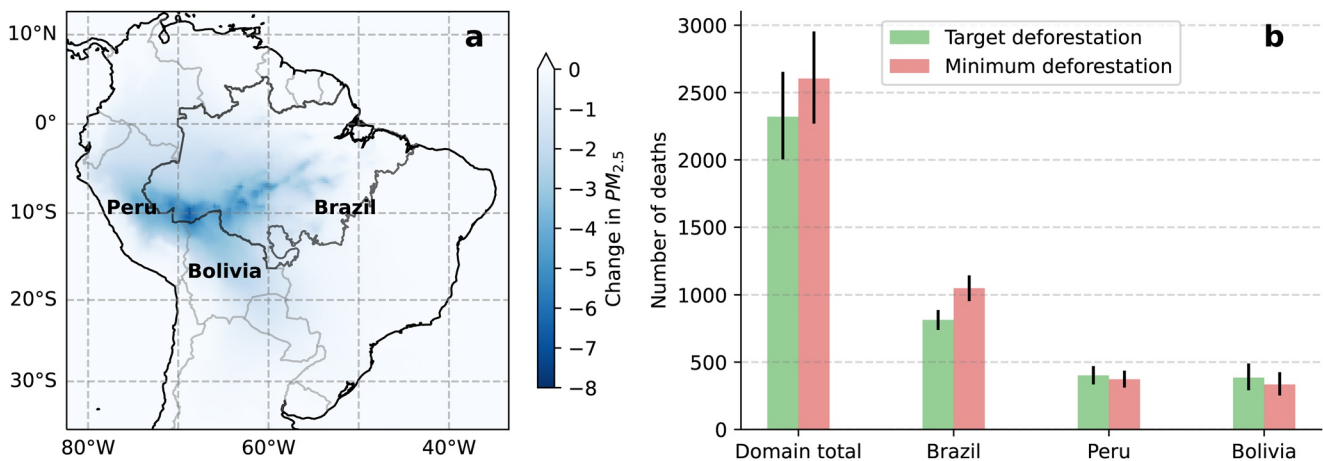 a
10°N
0°
10°S
20°S
30°S
80°W 60°W 40°W
Peru
Brazil
Bolivia
0
−1
−2
−3
−4
−5
−6
−7
−8
Change in PM2.5
b
Target deforestation
Minimum deforestation
Number of deaths
3000
2500
2000
1500
1000
500
0
Domain total Brazil Peru Bolivia